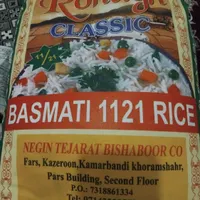 CLASSIC
BASMATI 1121 RICE
NEGIN TEJARAT BISHABOOR CO
Fars, Kazeroon,Kamarbandi khoramshahr,
Pars Building, Second Floor
P.O.: 7318861334